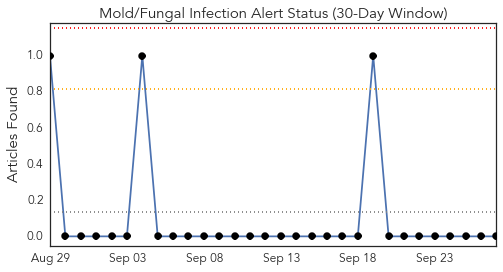 Mold/Fungal Infection Alert Status (30-Day Window)
Articles Found
1.0
0.8
0.6
0.4
0.2
0.0
Aug 29 Sep 03 Sep 08 Sep 13 Sep 18 Sep 23